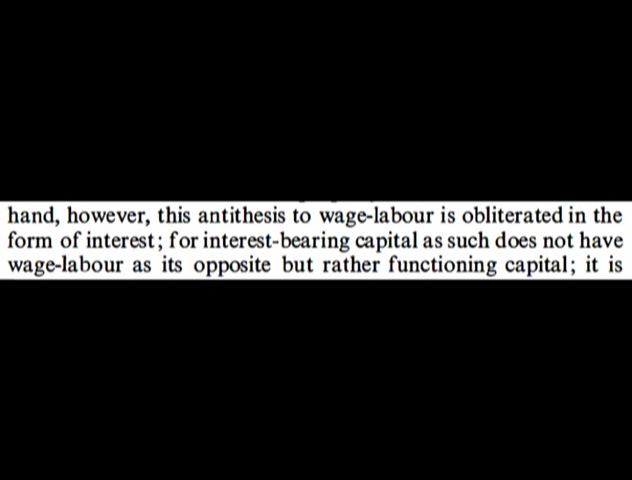 hand, however, this antithesis to wage-labour is obliterated in the
form of interest; for interest-bearing capital as such does not have
wage-labour as its opposite but rather functioning capital; it is